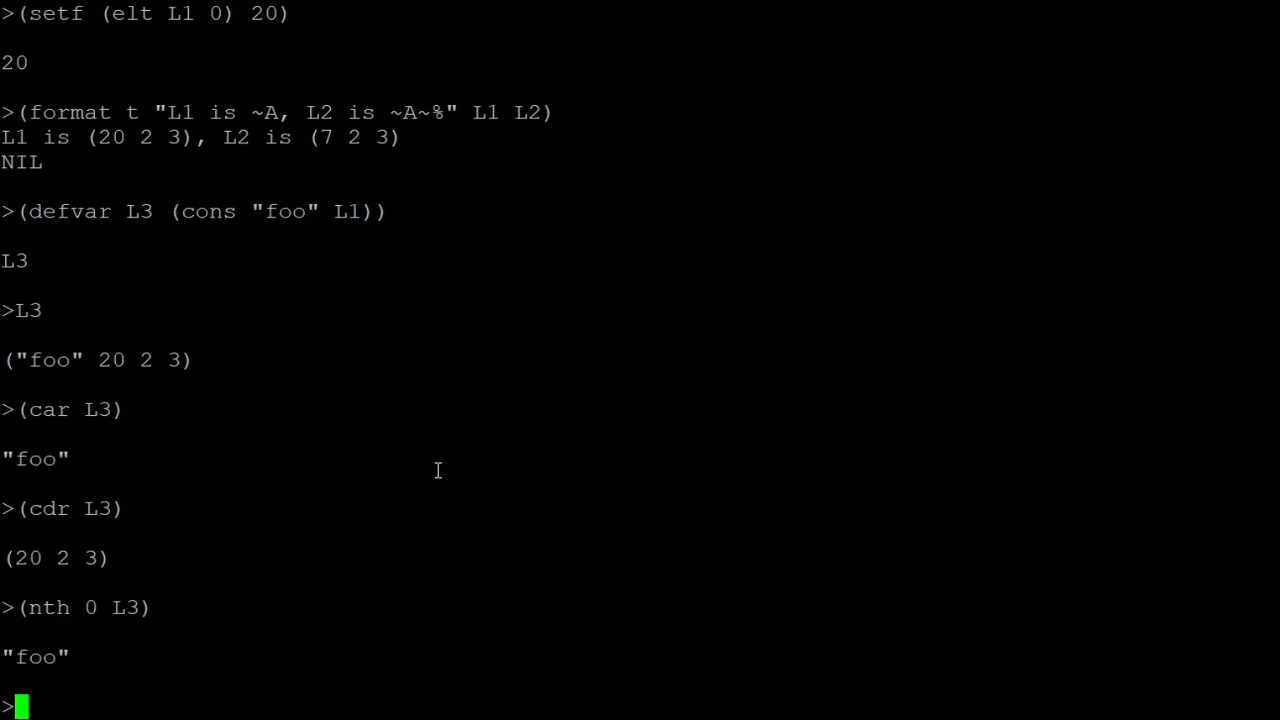 >(setf (elt L1 0) 20)
20
>(format t "L1 is ~A, L2 is ~A~%" L1 L2)
L1 is (20 2 3), L2 is (7 2 3)
NIL
>(defvar L3 (cons "foo" L1))
L3
>L3
("foo" 20 2 3)
>(car L3)
"foo"
>(cdr L3)
(20 2 3)
>(nth 0 L3)
"foo"
>